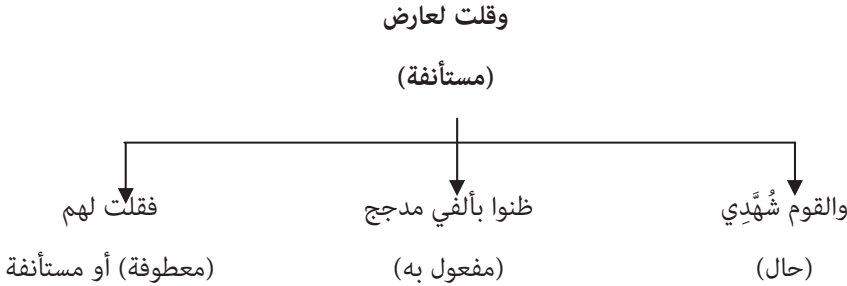 وقلت لعارض
(مستأنفة)
والقوم شُهَّدِي ظنوا بألفي مدجج فقلت لهم
(حال) (مفعول به) (معطوفة) أو مستأنفة